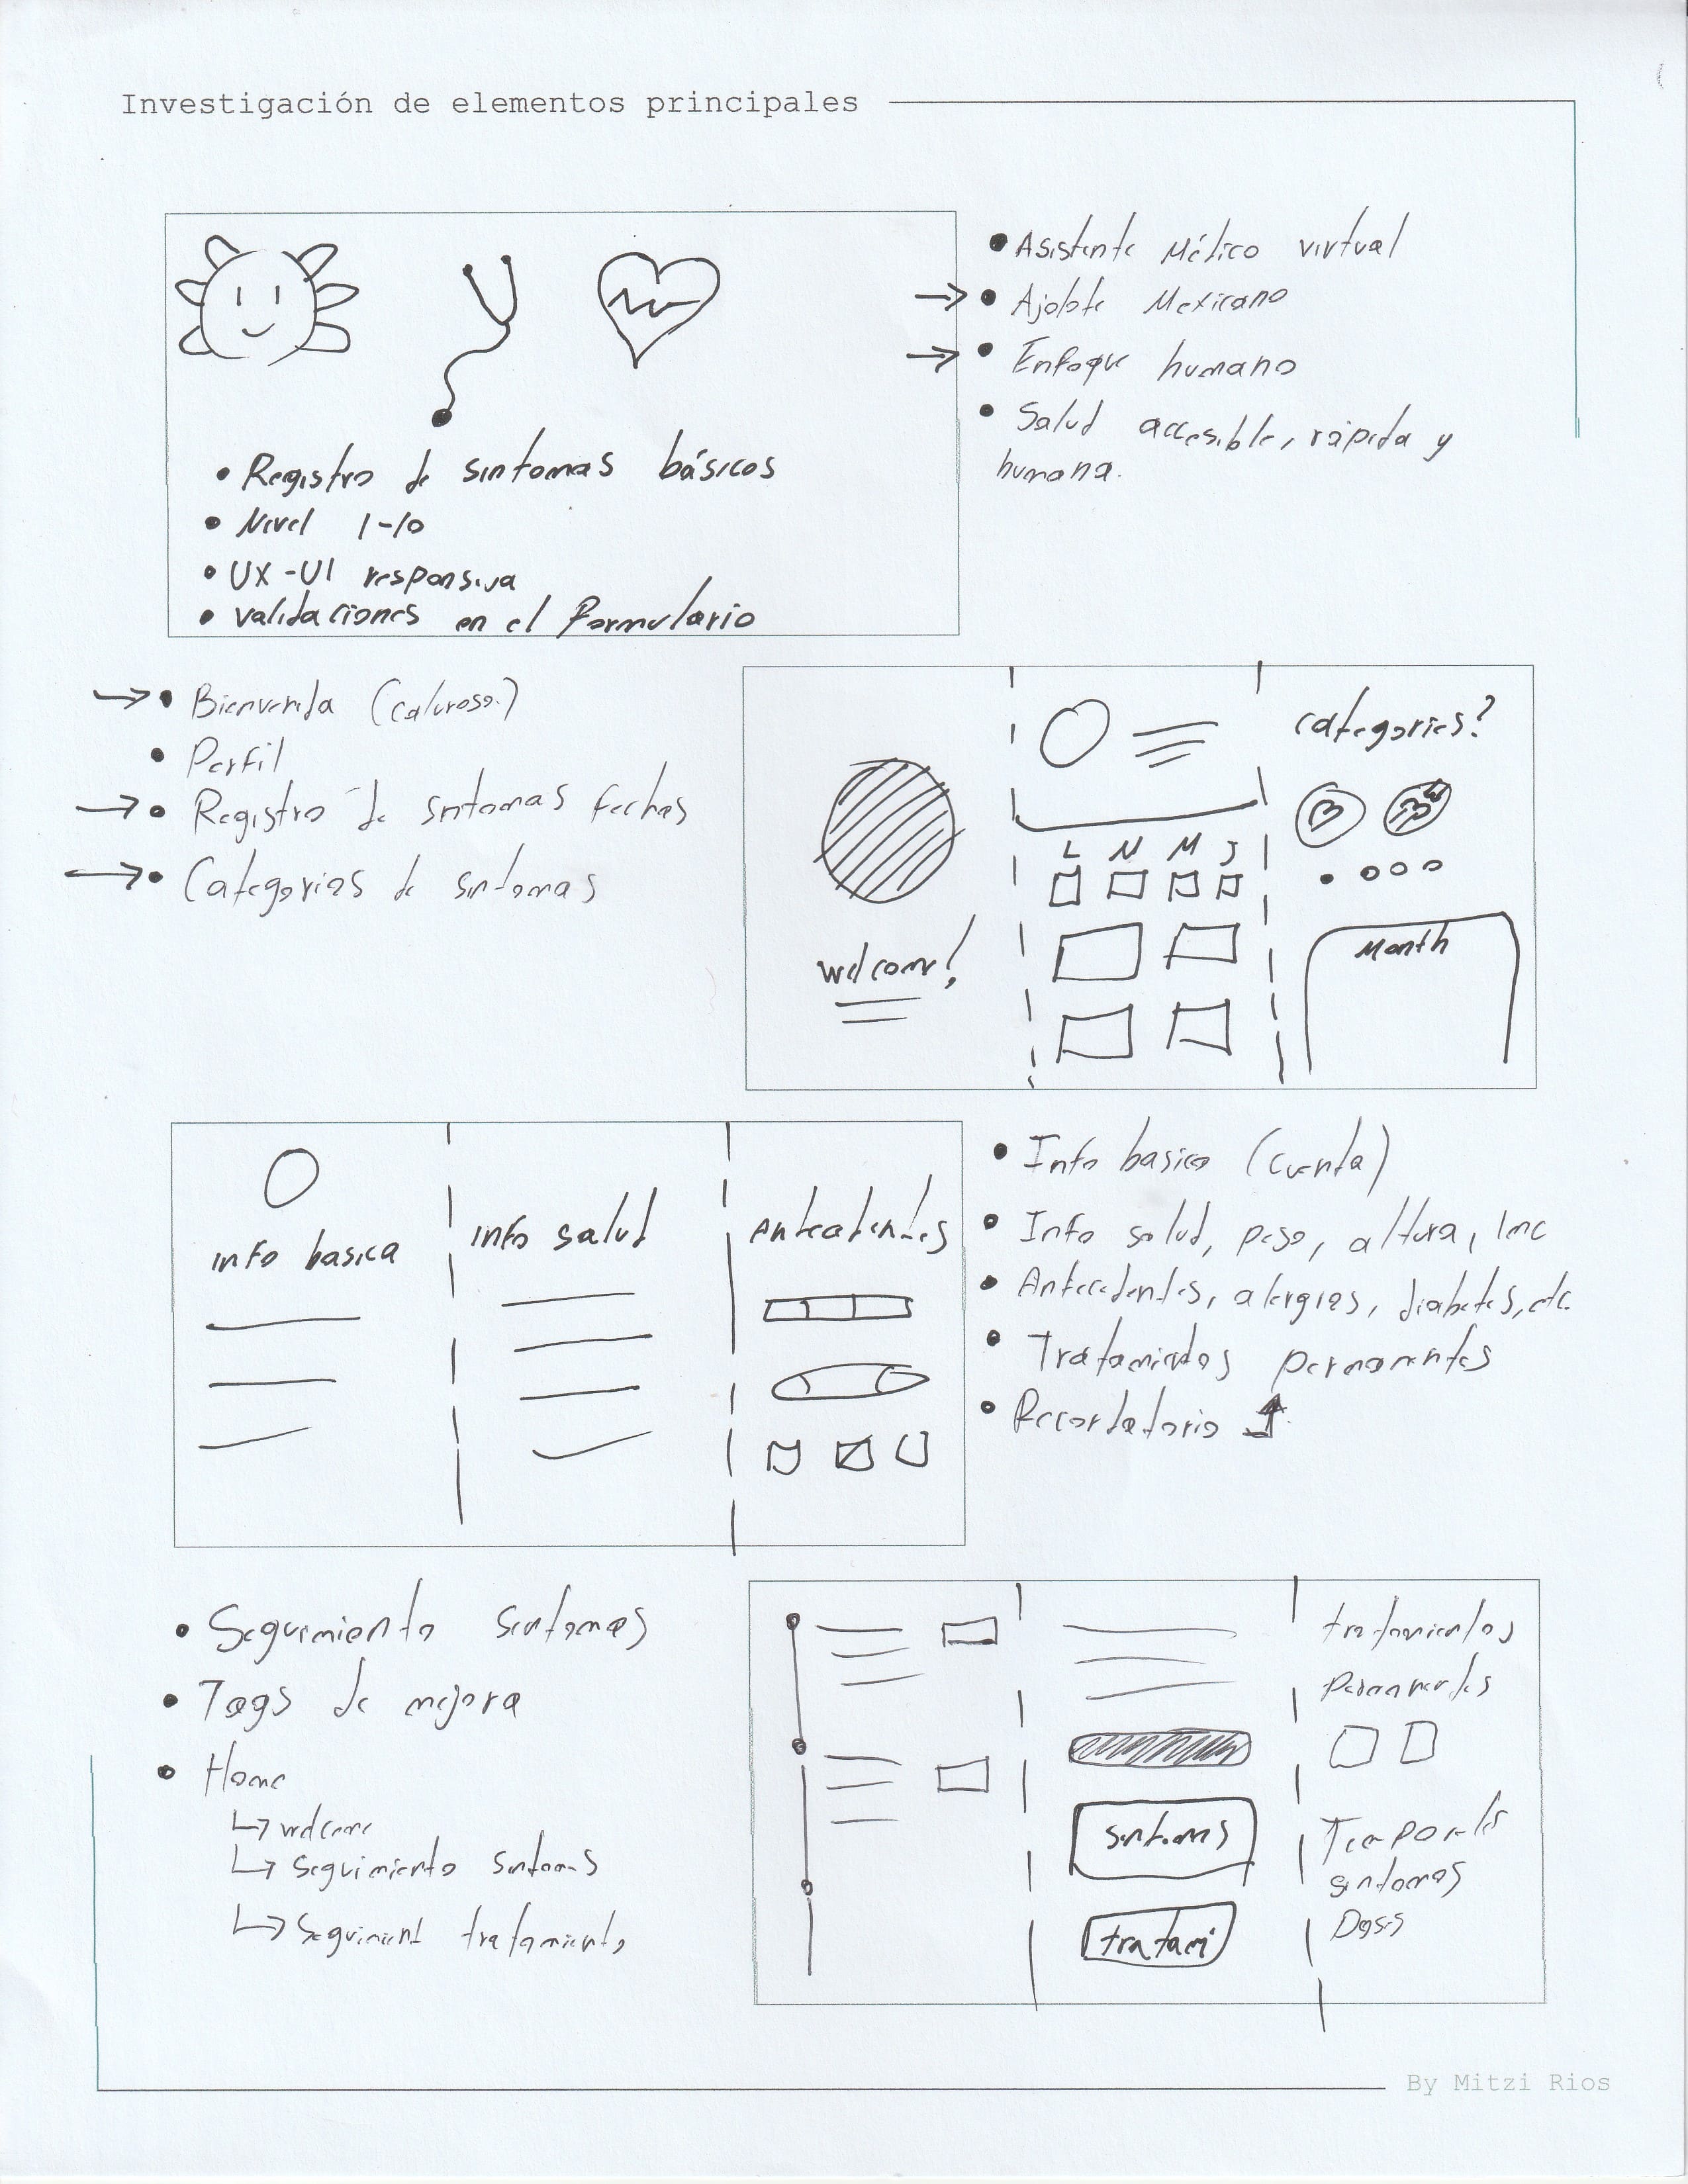 Investigación de elementos principales
• Registro de sintomas básicos
• Nivel 1-10
• UX-UI responsiva
• validaciones en el Formulario
• Asistente Médico virtual
→ • Ajolote Mexicano
→ • Enfoque humano
• Salud accesible, rápida y
humana.
→ • Bienvenida (caluroso.)
• Perfil
→ • Registro de sintomas fechas
→ • Categorias de sintomas
welcome!
L M M J
categories?
Month
info basica
info salud
Antecedentes
• Info basica (cuenta)
• Info salud, peso, altura, Imc
• Antecedentes, alergias, diabetes, etc.
• Tratamientos permanentes
• Recordatorio ↑
• Seguimiento sintomas
• Tags de mejora
• Home
↳ welcome
↳ Seguimiento sintomas
↳ Seguimient tratamiento
sintomas
tratami
tratamientos
permanentes
Temporales
sintomas
Dosis
By Mitzi Rios